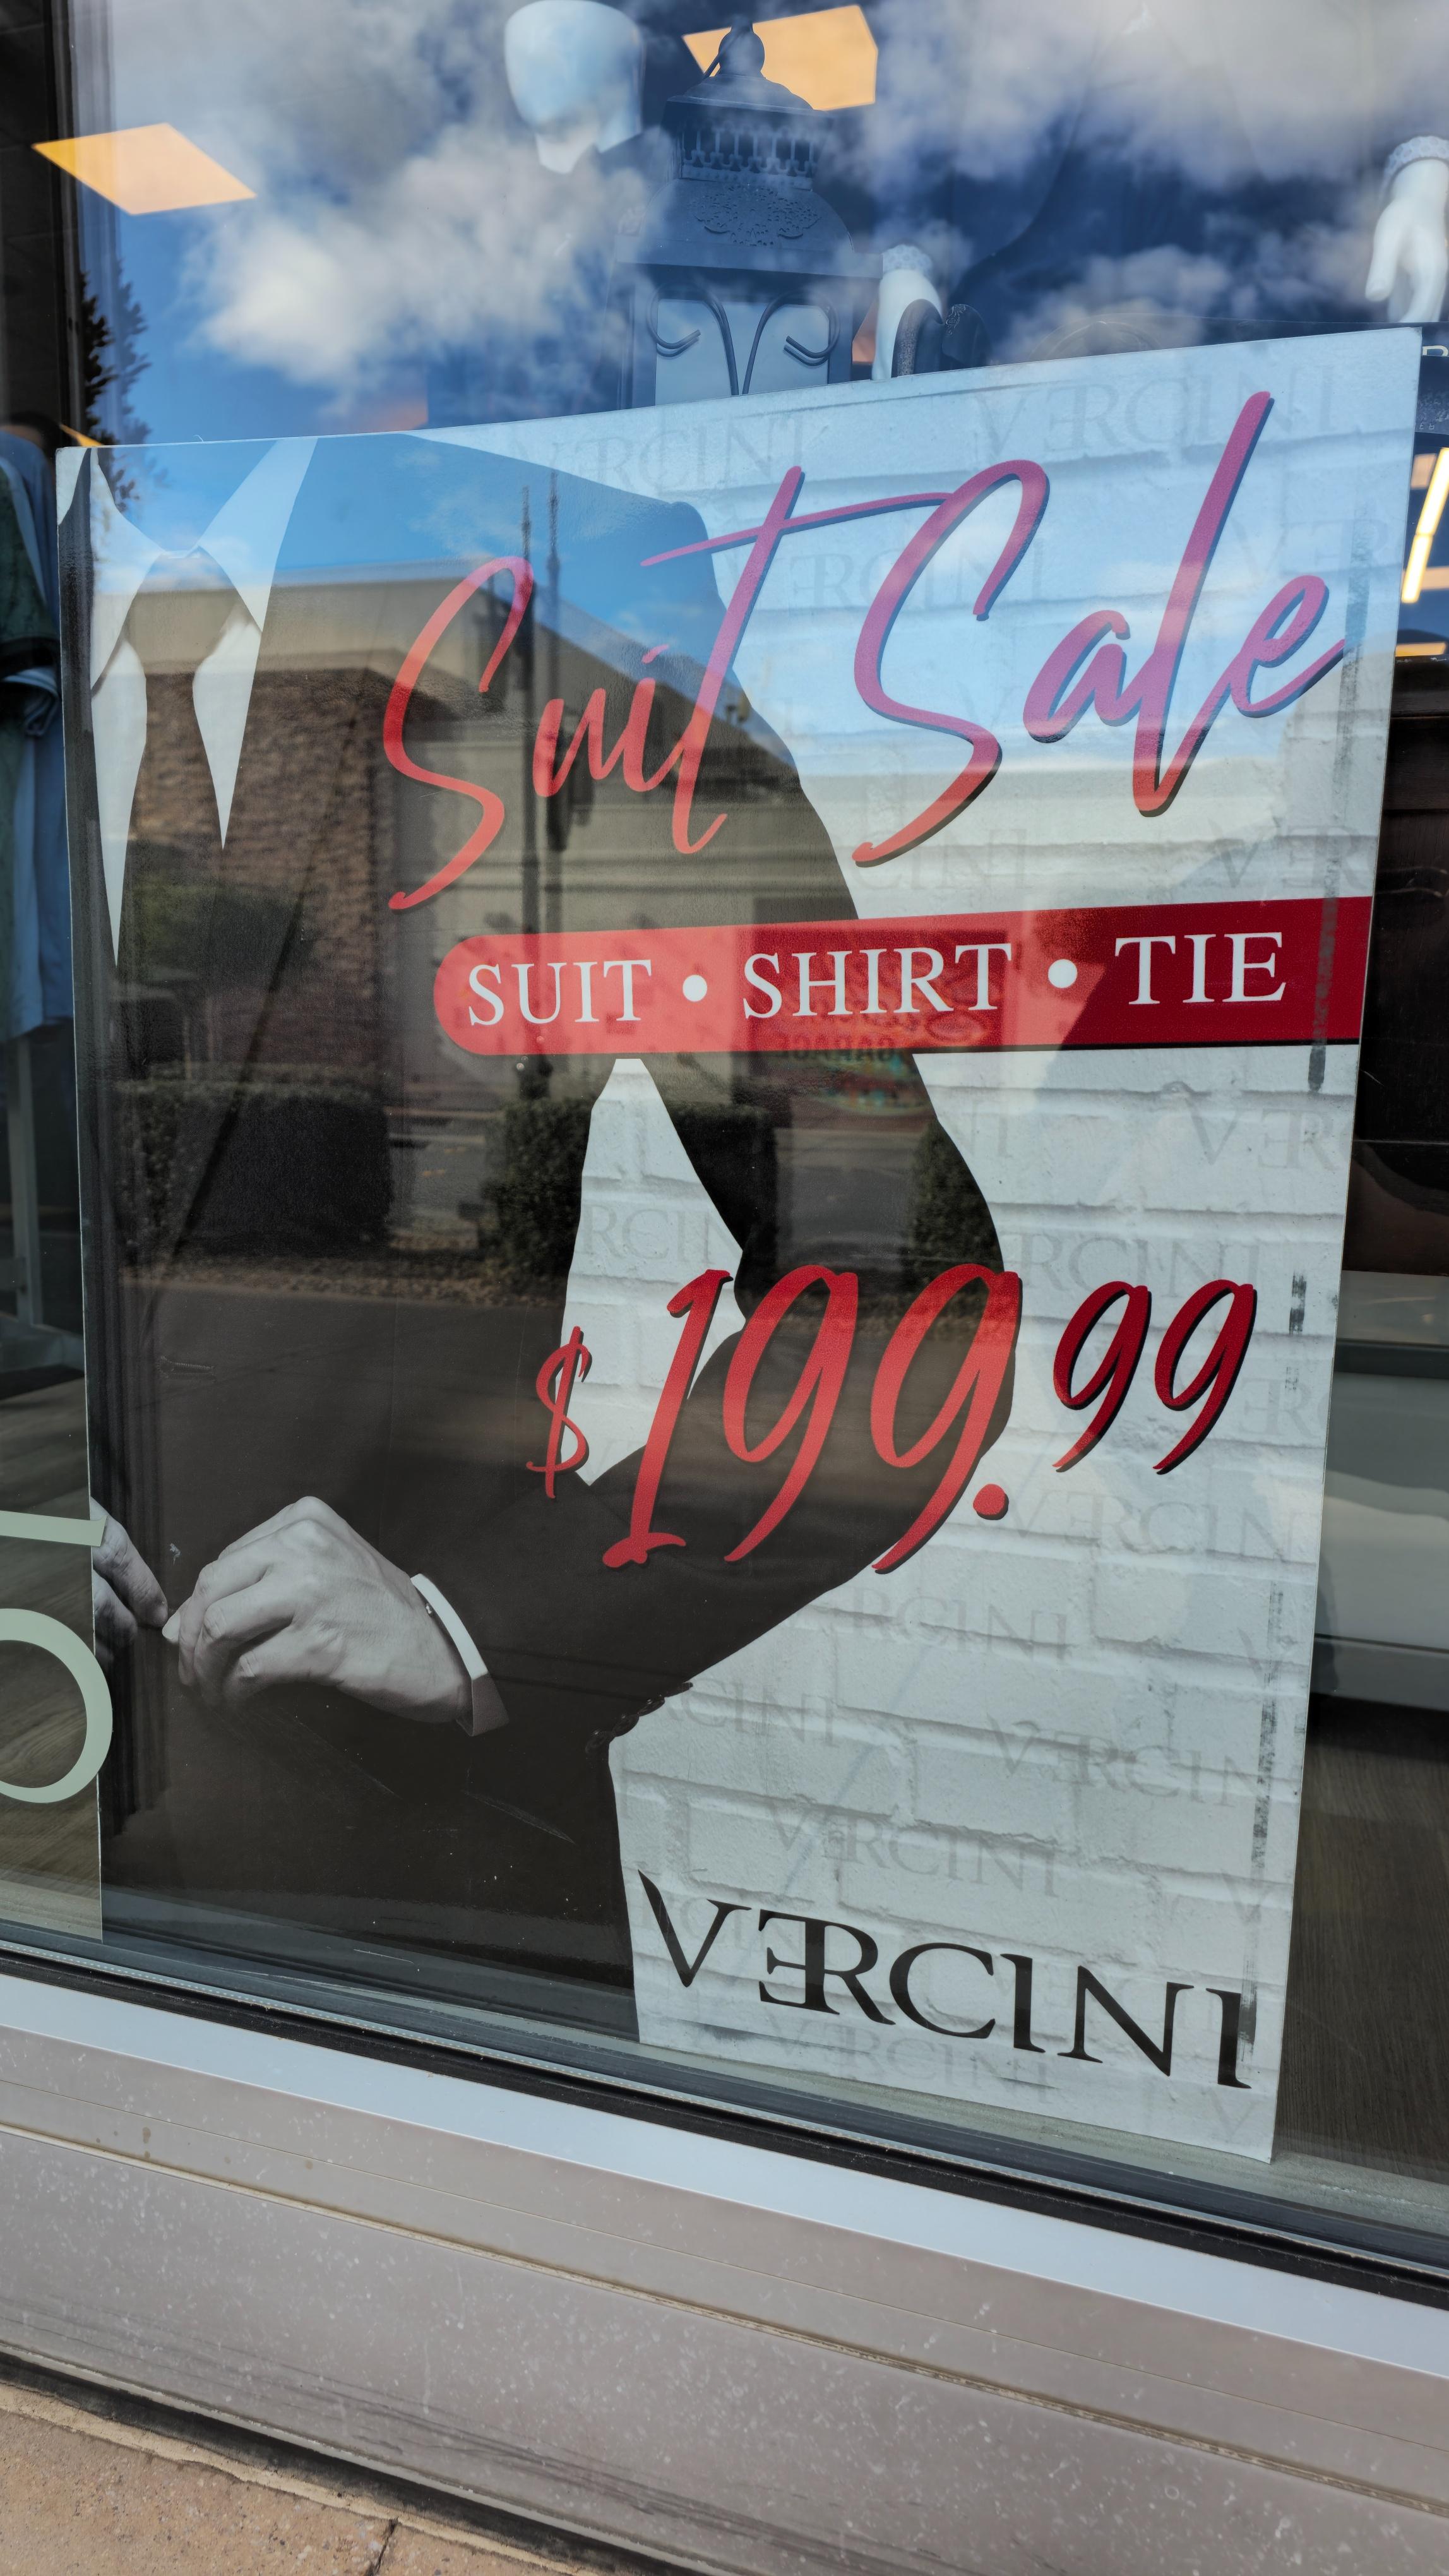 Suit Sale
SUIT • SHIRT • TIE
$199.99
VERCINI